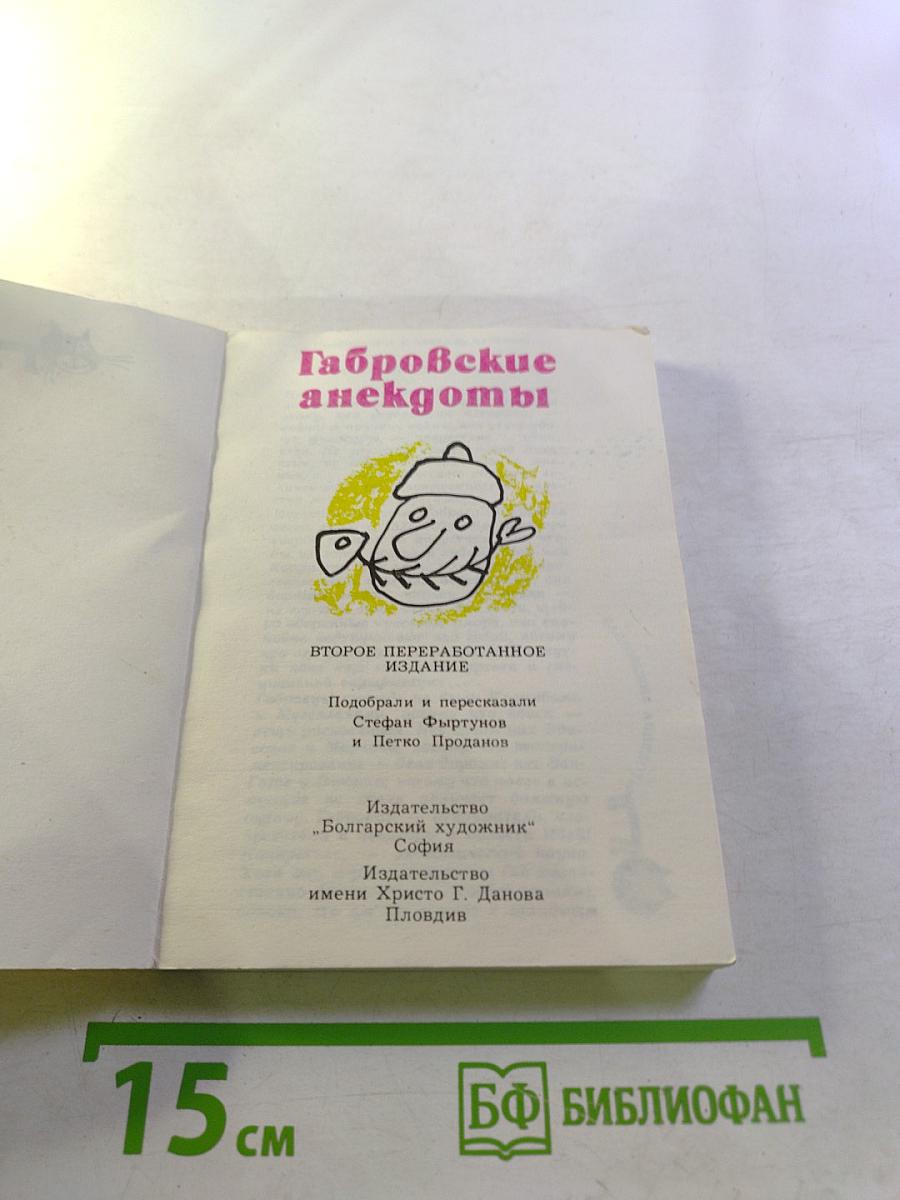 Габровские
анекдоты
ВТОРОЕ ПЕРЕРАБОТАННОЕ
ИЗДАНИЕ
Подобрали и пересказали
Стефан Фыртунов
и Петко Проданов
Издательство
„Болгарский художник“
София
Издательство
имени Христо Г. Данова
Пловдив
15 см
БФ БИБЛИОФАН